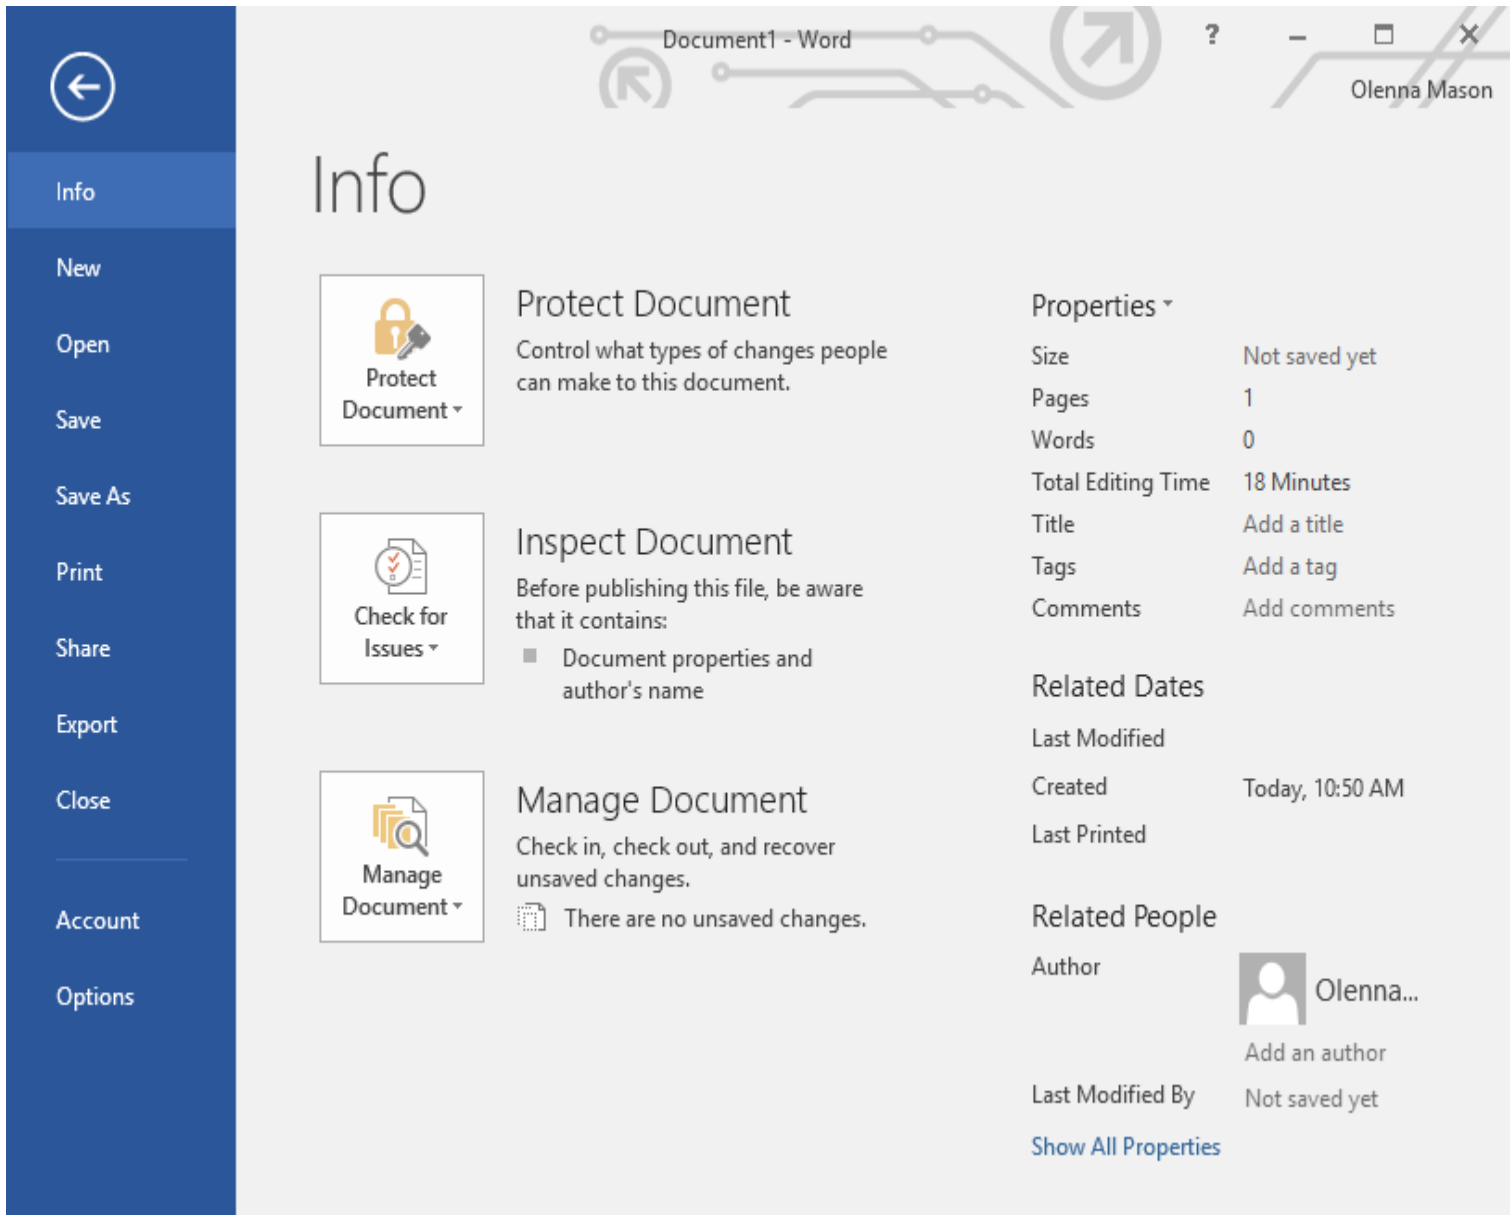 Document1 - Word
?
Olenna Mason
Info
New
Open
Save
Save As
Print
Share
Export
Close
Account
Options
Info
Protect
Document
Protect Document
Control what types of changes people
can make to this document.
Check for
Issues
Inspect Document
Before publishing this file, be aware
that it contains:
Document properties and
author's name
Manage
Document
Manage Document
Check in, check out, and recover
unsaved changes.
There are no unsaved changes.
Properties
Size Not saved yet
Pages 1
Words 0
Total Editing Time 18 Minutes
Title Add a title
Tags Add a tag
Comments Add comments
Related Dates
Last Modified
Created Today, 10:50 AM
Last Printed
Related People
Author Olenna...
Add an author
Last Modified By Not saved yet
Show All Properties